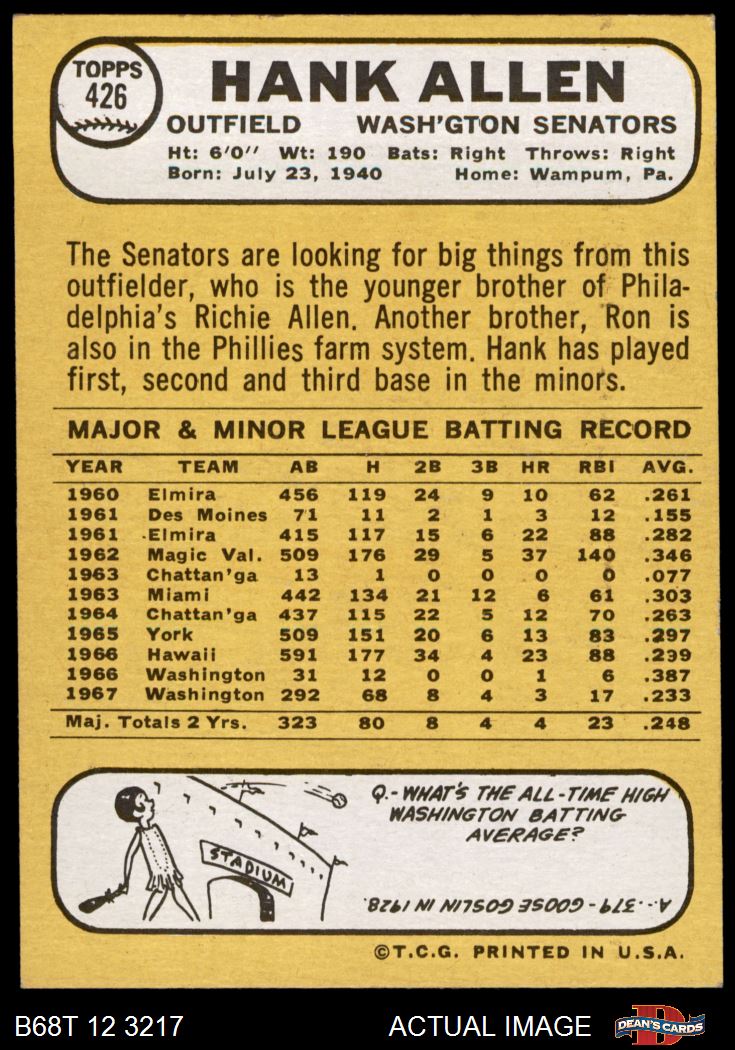 TOPPS
426
HANK ALLEN
OUTFIELD WASH'GTON SENATORS
Ht: 6'0'' Wt: 190 Bats: Right Throws: Right
Born: July 23, 1940 Home: Wampum, Pa.
The Senators are looking for big things from this
outfielder, who is the younger brother of Phila-
delphia's Richie Allen. Another brother, Ron is
also in the Phillies farm system. Hank has played
first, second and third base in the minors.
MAJOR & MINOR LEAGUE BATTING RECORD
YEAR TEAM AB H 2B 3B HR RBI AVG.
1960 Elmira 456 119 24 9 10 62 .261
1961 Des Moines 71 11 2 1 3 12 .155
1961 Elmira 415 117 15 6 22 88 .282
1962 Magic Val. 509 176 29 5 37 140 .346
1963 Chattan'ga 13 1 0 0 0 0 .077
1963 Miami 442 134 21 12 6 61 .303
1964 Chattan'ga 437 115 22 5 12 70 .263
1965 York 509 151 20 6 13 83 .297
1966 Hawaii 591 177 34 4 23 88 .299
1966 Washington 31 12 0 0 1 6 .387
1967 Washington 292 68 8 4 3 17 .233
Maj. Totals 2 Yrs. 323 80 8 4 4 23 .248
Q.-WHAT'S THE ALL-TIME HIGH
WASHINGTON BATTING
AVERAGE?
STADIUM
A-.379- GOOSE GOSLIN IN 1928.
©T.C.G. PRINTED IN U.S.A.
B68T 12 3217 ACTUAL IMAGE
D
DEAN'S CARDS